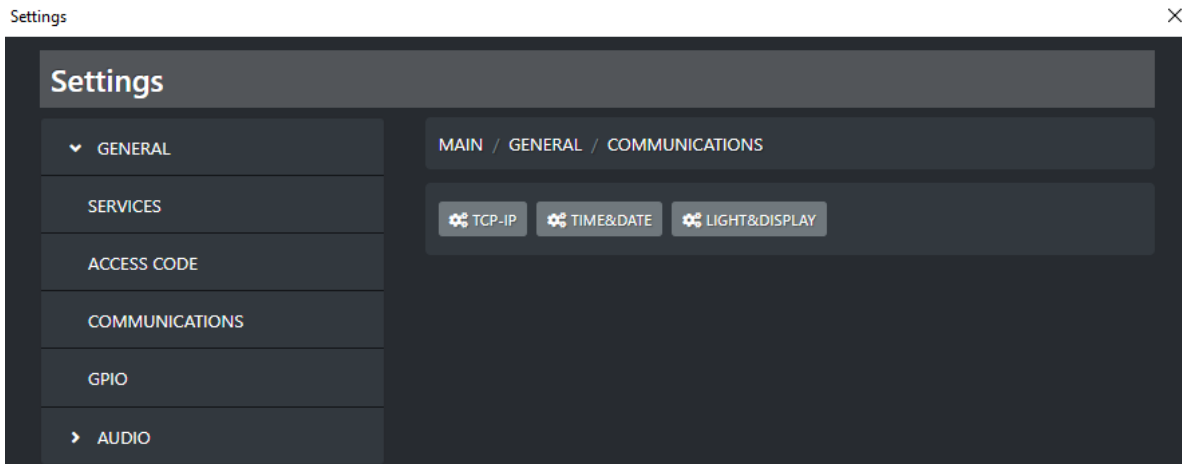 Settings
Settings
GENERAL
SERVICES
ACCESS CODE
COMMUNICATIONS
GPIO
AUDIO
MAIN / GENERAL / COMMUNICATIONS
TCP-IP TIME&DATE LIGHT&DISPLAY